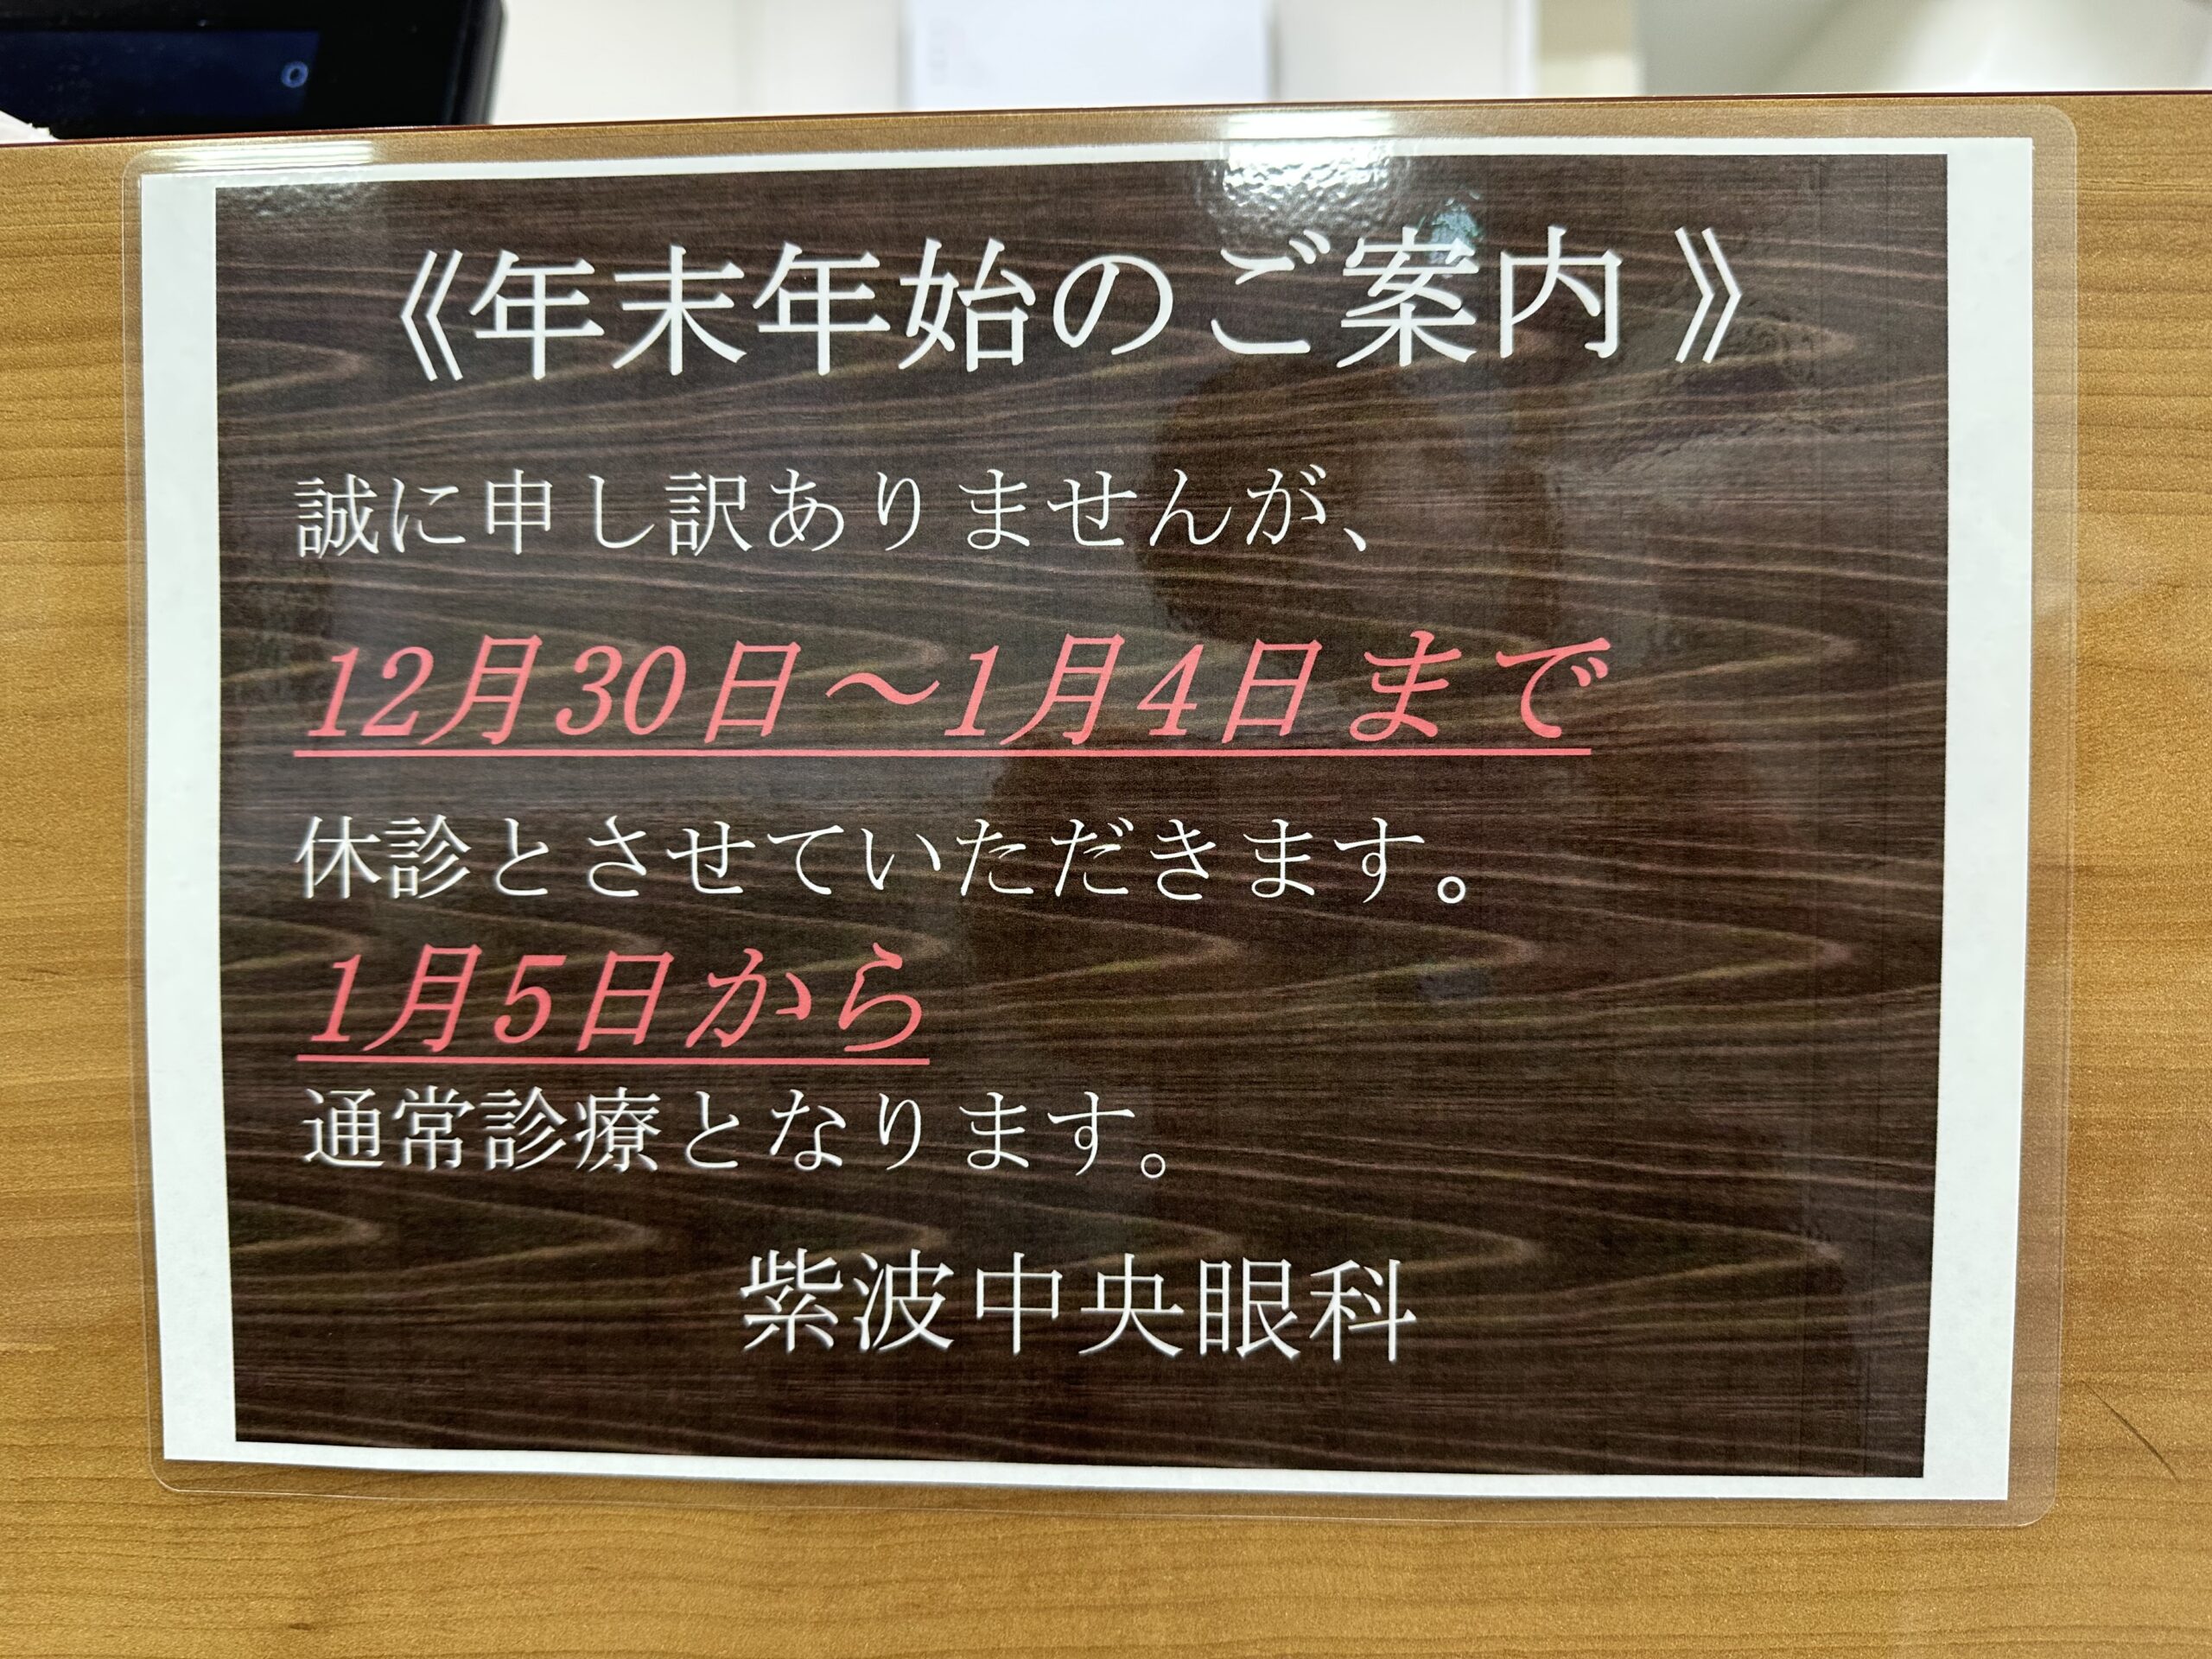 《年末年始のご案内》
誠に申し訳ありませんが、
12月30日～1月4日まで
休診とさせていただきます。
1月5日から
通常診療となります。
紫波中央眼科